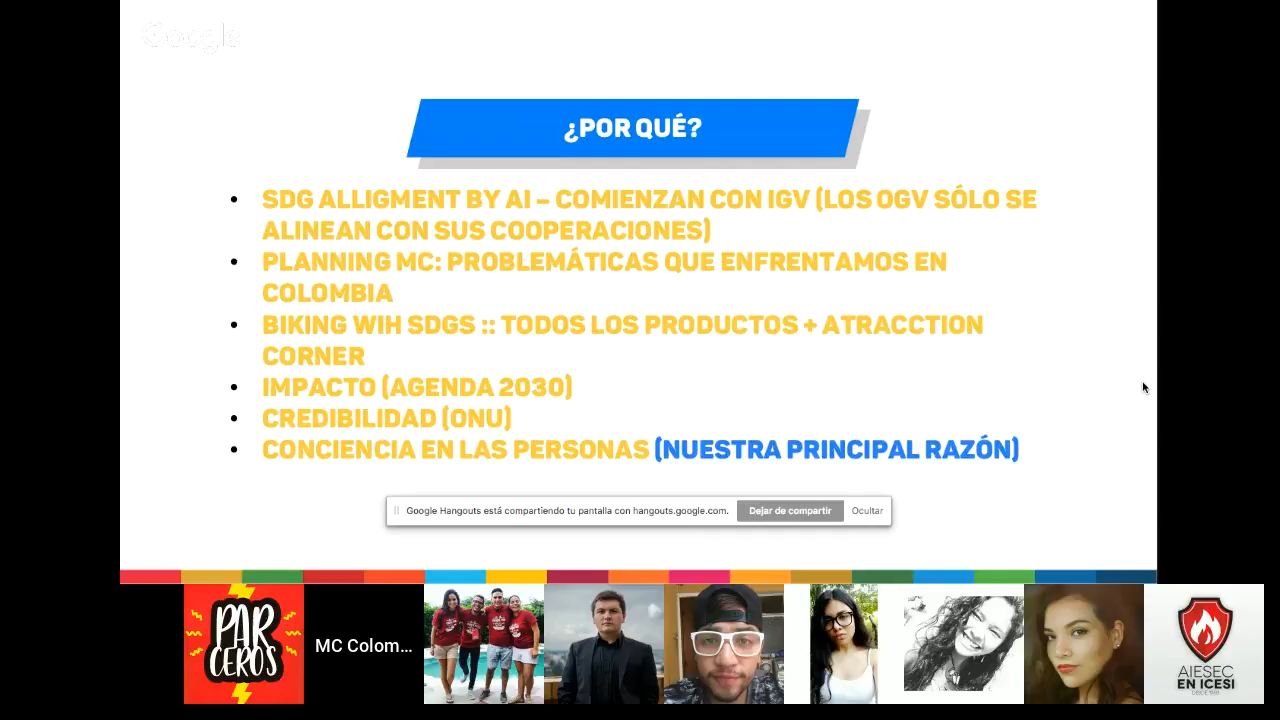 Google
¿POR QUÉ?
• SDG ALLIGMENT BY AI – COMIENZAN CON IGV (LOS OGV SÓLO SE
ALINEAN CON SUS COOPERACIONES)
• PLANNING MC: PROBLEMÁTICAS QUE ENFRENTAMOS EN
COLOMBIA
• BIKING WIH SDGS :: TODOS LOS PRODUCTOS + ATRACCTION
CORNER
• IMPACTO (AGENDA 2030)
• CREDIBILIDAD (ONU)
• CONCIENCIA EN LAS PERSONAS (NUESTRA PRINCIPAL RAZÓN)
Google Hangouts está compartiendo tu pantalla con hangouts.google.com. Dejar de compartir Ocultar
PAR
CEROS
MC Colom...
AIESEC
EN ICESI